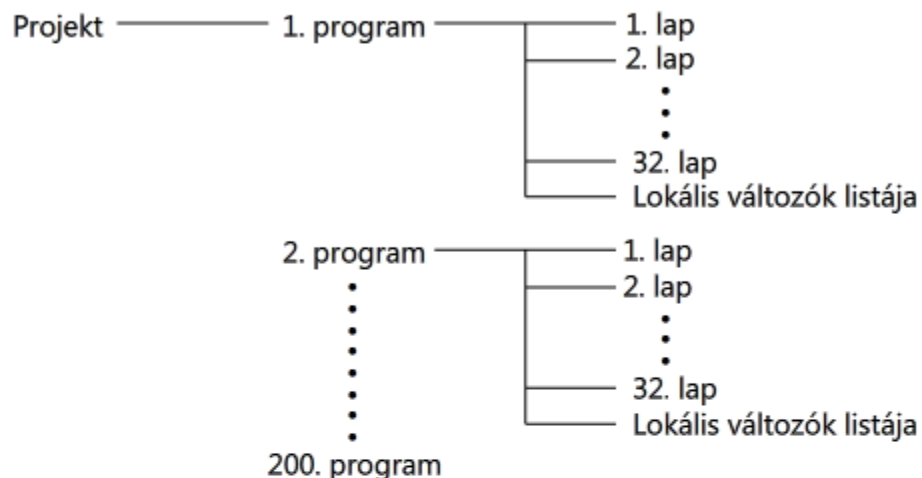 Projekt 1. program 1. lap
2. lap
32. lap
Lokális változók listája
2. program 1. lap
2. lap
32. lap
Lokális változók listája
200. program